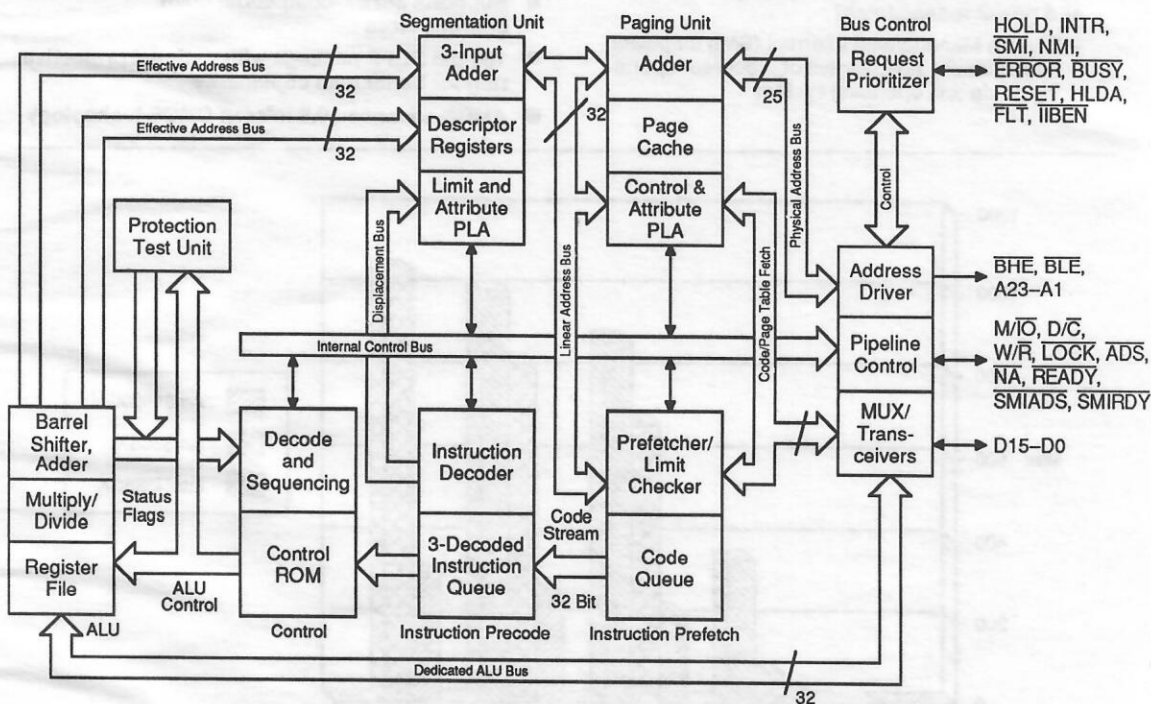 Segmentation Unit
3-Input
Adder
Descriptor
Registers
Limit and
Attribute
PLA
Paging Unit
Adder
Page
Cache
Control &
Attribute
PLA
Bus Control
Request
Prioritizer
HOLD, INTR,
SMI, NMI,
ERROR, BUSY,
RESET, HLDA,
FLT, IIBEN
Effective Address Bus
32
Effective Address Bus
32
32
25
Protection
Test Unit
Displacement Bus
Linear Address Bus
Code/Page Table Fetch
Physical Address Bus
Control
Address
Driver
BHE, BLE,
A23–A1
Internal Control Bus
Pipeline
Control
M/IO, D/C,
W/R, LOCK, ADS,
NA, READY,
SMIADS, SMIRDY
MUX/
Trans-
ceivers
D15–D0
Barrel
Shifter,
Adder
Multiply/
Divide
Register
File
ALU
Status
Flags
ALU
Control
Decode
and
Sequencing
Control
ROM
Control
Instruction
Decoder
3-Decoded
Instruction
Queue
Instruction Precode
Code
Stream
32 Bit
Prefetcher/
Limit
Checker
Code
Queue
Instruction Prefetch
Dedicated ALU Bus
32